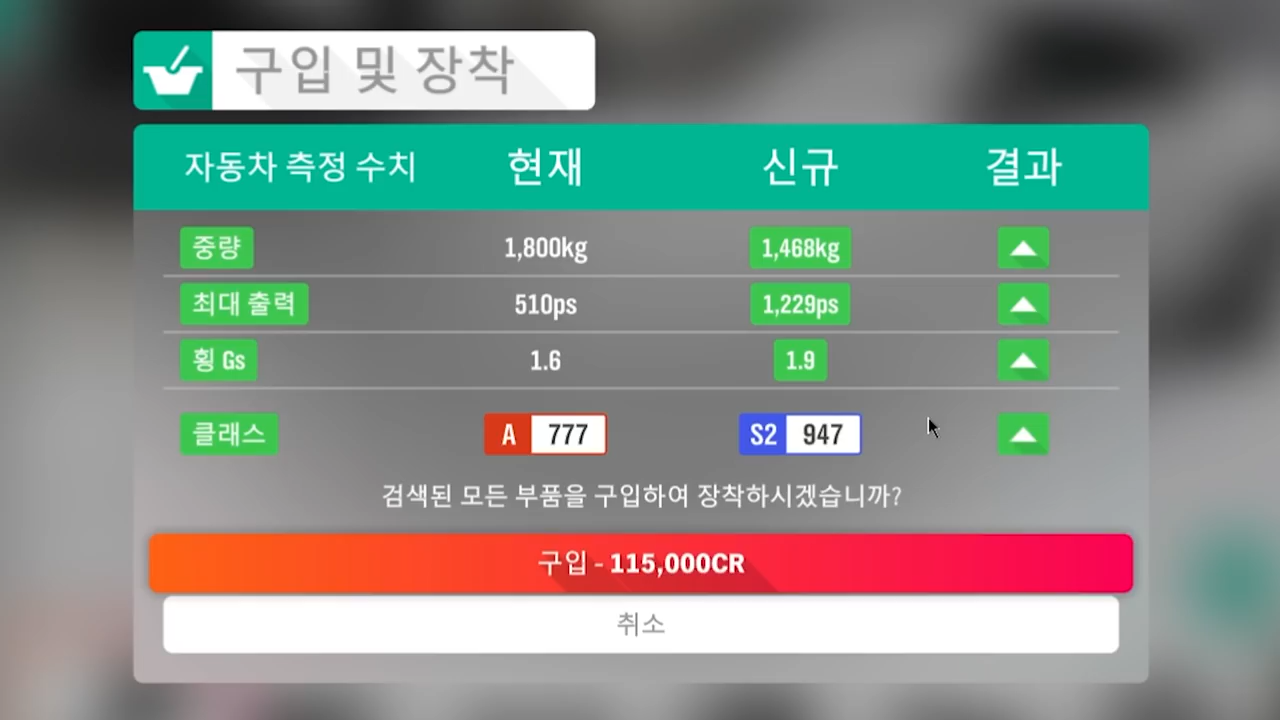 구입 및 장착
자동차 측정 수치 현재 신규 결과
중량 1,800kg 1,468kg
최대 출력 510ps 1,229ps
횡 Gs 1.6 1.9
클래스 A 777 S2 947
검색된 모든 부품을 구입하여 장착하시겠습니까?
구입 - 115,000CR
취소